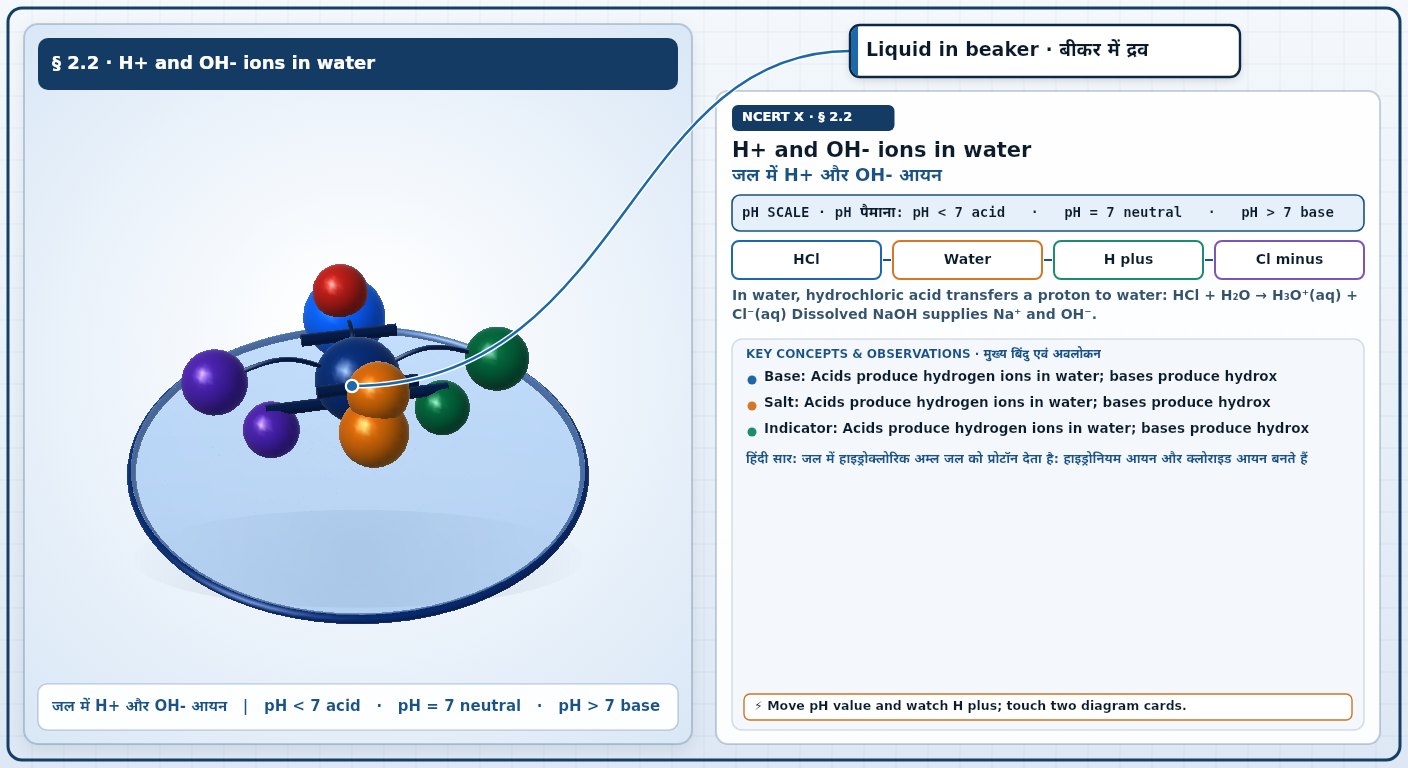 § 2.2 · H+ and OH- ions in water
जल में H+ और OH- आयन | pH < 7 acid · pH = 7 neutral · pH > 7 base
Liquid in beaker · बीकर में द्रव
NCERT X · § 2.2
H+ and OH- ions in water
जल में H+ और OH- आयन
pH SCALE · pH पैमाना: pH < 7 acid · pH = 7 neutral · pH > 7 base
HCl
Water
H plus
Cl minus
In water, hydrochloric acid transfers a proton to water: HCl + H₂O → H₃O⁺(aq) +
Cl⁻(aq) Dissolved NaOH supplies Na⁺ and OH⁻.
KEY CONCEPTS & OBSERVATIONS · मुख्य बिंदु एवं अवलोकन
Base: Acids produce hydrogen ions in water; bases produce hydrox
Salt: Acids produce hydrogen ions in water; bases produce hydrox
Indicator: Acids produce hydrogen ions in water; bases produce hydrox
हिंदी सार: जल में हाइड्रोक्लोरिक अम्ल जल को प्रोटॉन देता है: हाइड्रोनियम आयन और क्लोराइड आयन बनते हैं
⚡ Move pH value and watch H plus; touch two diagram cards.